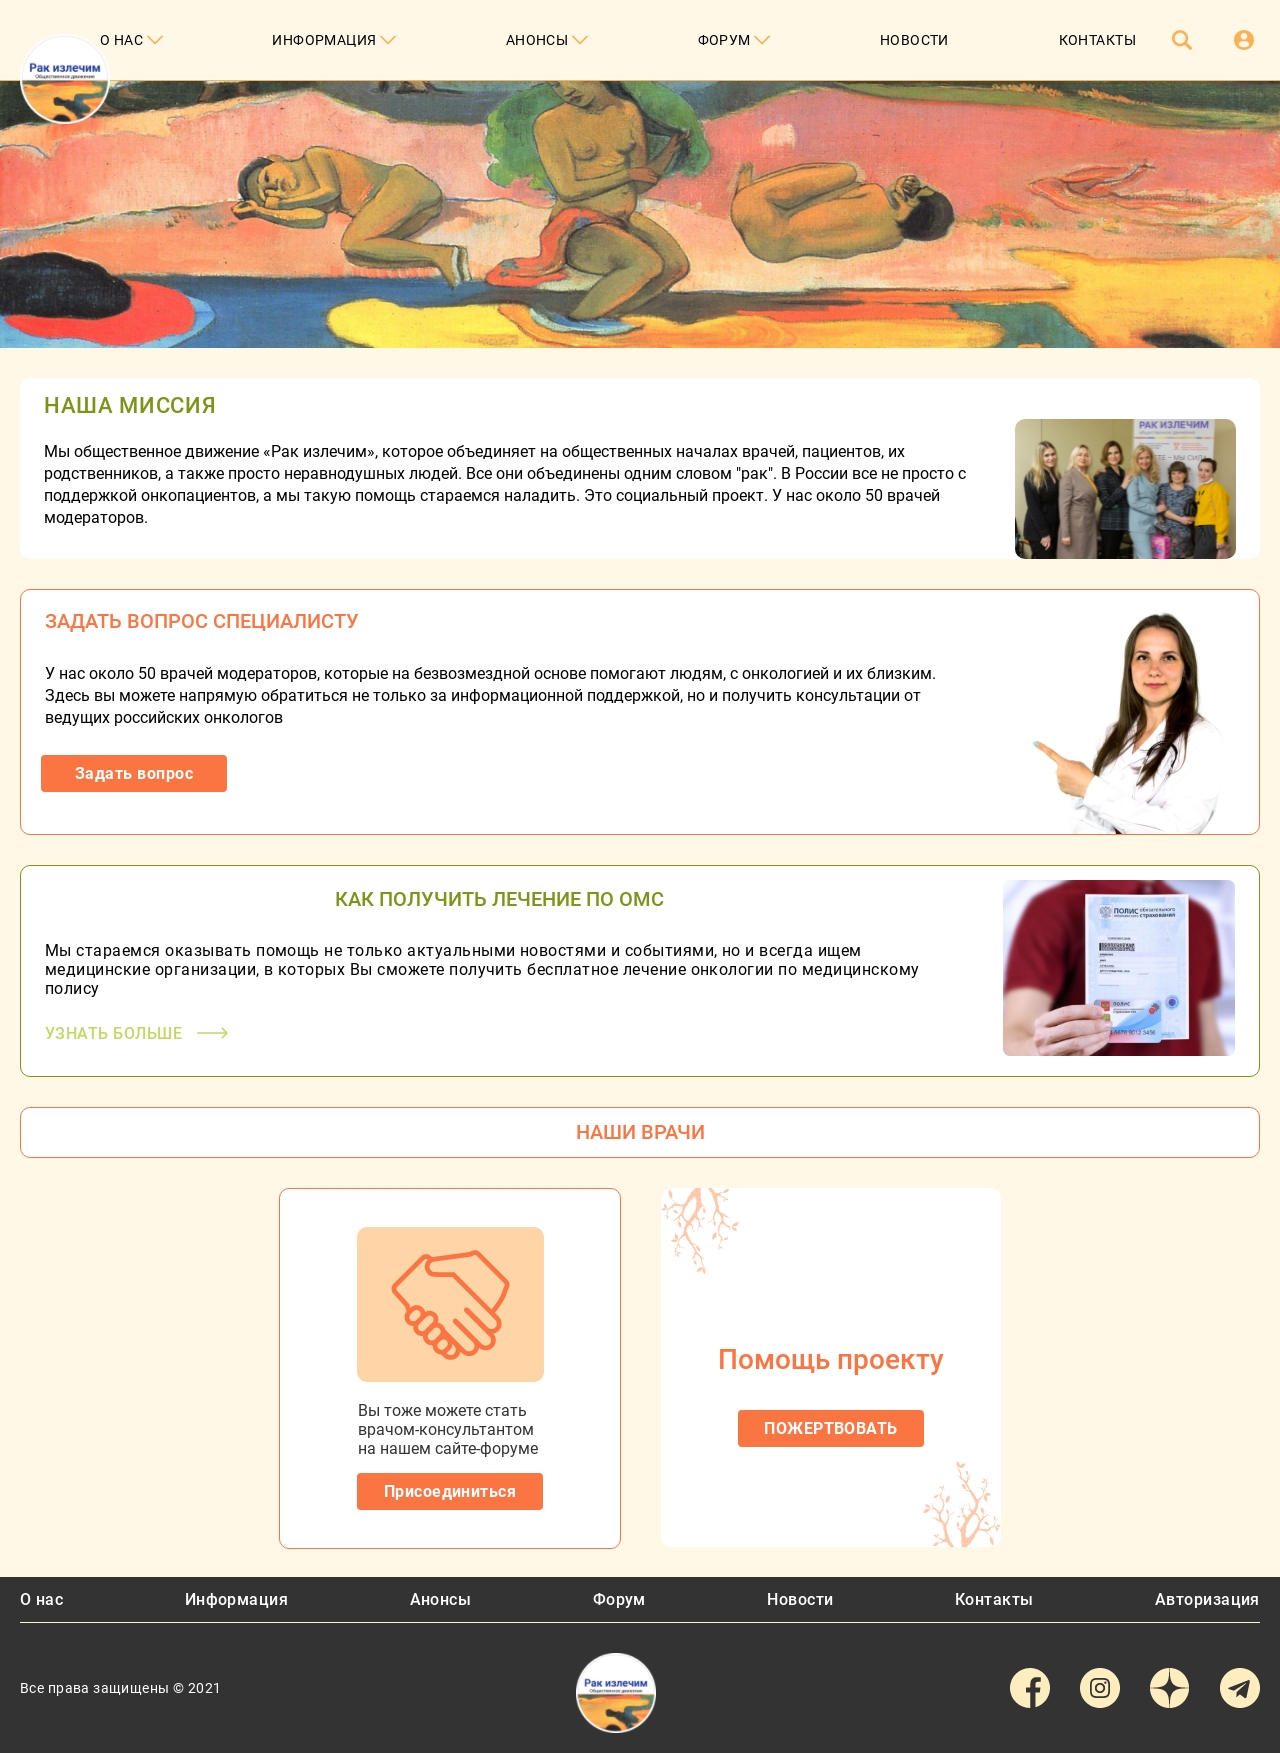 О НАС
ИНФОРМАЦИЯ
АНОНСЫ
ФОРУМ
НОВОСТИ
КОНТАКТЫ
Рак излечим
Общественное движение
НАША МИССИЯ
Мы общественное движение «Рак излечим», которое объединяет на общественных началах врачей, пациентов, их
родственников, а также просто неравнодушных людей. Все они объединены одним словом "рак". В России все не просто с
поддержкой онкопациентов, а мы такую помощь стараемся наладить. Это социальный проект. У нас около 50 врачей
модераторов.
РАК ИЗЛЕЧИМ
ЗАДАТЬ ВОПРОС СПЕЦИАЛИСТУ
У нас около 50 врачей модераторов, которые на безвозмездной основе помогают людям, с онкологией и их близким.
Здесь вы можете напрямую обратиться не только за информационной поддержкой, но и получить консультации от
ведущих российских онкологов
Задать вопрос
КАК ПОЛУЧИТЬ ЛЕЧЕНИЕ ПО ОМС
Мы стараемся оказывать помощь не только актуальными новостями и событиями, но и всегда ищем
медицинские организации, в которых Вы сможете получить бесплатное лечение онкологии по медицинскому
полису
УЗНАТЬ БОЛЬШЕ
ПОЛИС обязательного
медицинского страхования
ПОЛИС
НАШИ ВРАЧИ
Вы тоже можете стать
врачом-консультантом
на нашем сайте-форуме
Присоединиться
Помощь проекту
ПОЖЕРТВОВАТЬ
О нас
Информация
Анонсы
Форум
Новости
Контакты
Авторизация
Все права защищены © 2021
Рак излечим
Общественное движение